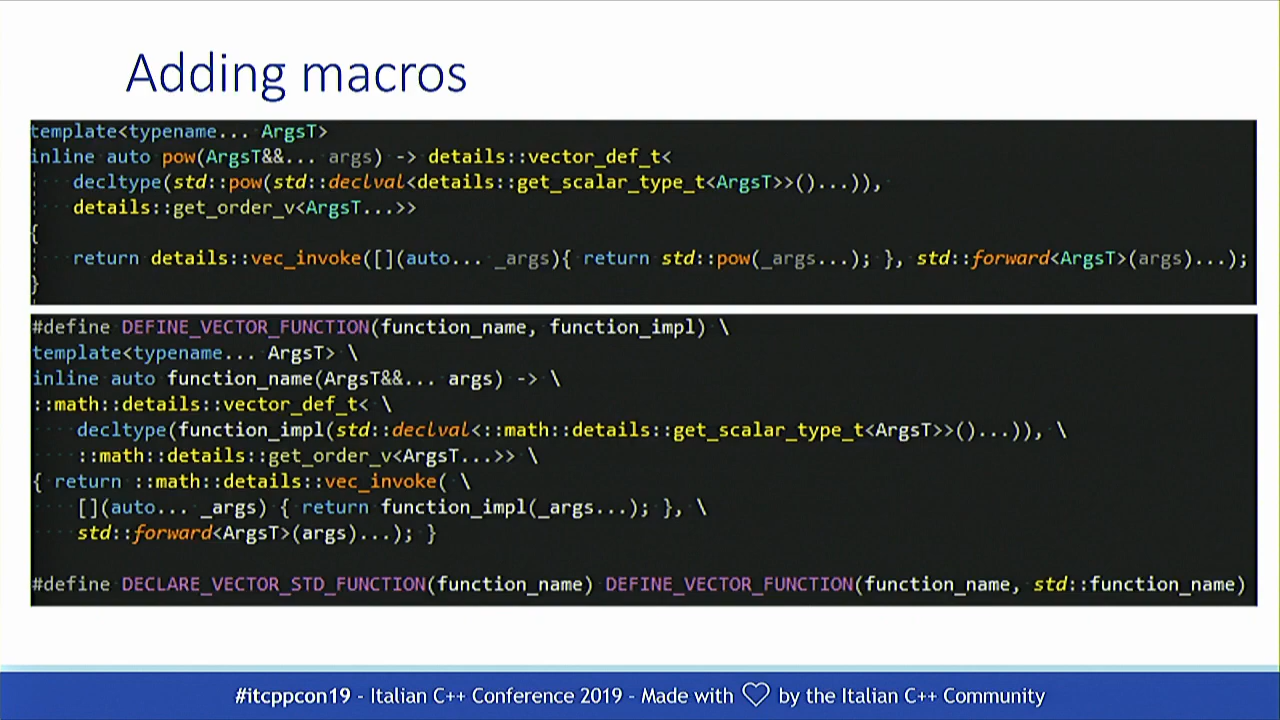 Adding macros
template<typename... ArgsT>
inline auto pow(ArgsT&&... args) -> details::vector_def_t<
decltype(std::pow(std::declval<details::get_scalar_type_t<ArgsT>>()...)),
details::get_order_v<ArgsT...>>
{
return details::vec_invoke([](auto... _args){ return std::pow(_args...); }, std::forward<ArgsT>(args)...);
}
#define DEFINE_VECTOR_FUNCTION(function_name, function_impl) \
template<typename... ArgsT> \
inline auto function_name(ArgsT&&... args) -> \
::math::details::vector_def_t< \
decltype(function_impl(std::declval<::math::details::get_scalar_type_t<ArgsT>>()...)), \
::math::details::get_order_v<ArgsT...>> \
{ return ::math::details::vec_invoke( \
[](auto... _args) { return function_impl(_args...); }, \
std::forward<ArgsT>(args)...); }
#define DECLARE_VECTOR_STD_FUNCTION(function_name) DEFINE_VECTOR_FUNCTION(function_name, std::function_name)
#itcppcon19 - Italian C++ Conference 2019 - Made with ♡ by the Italian C++ Community